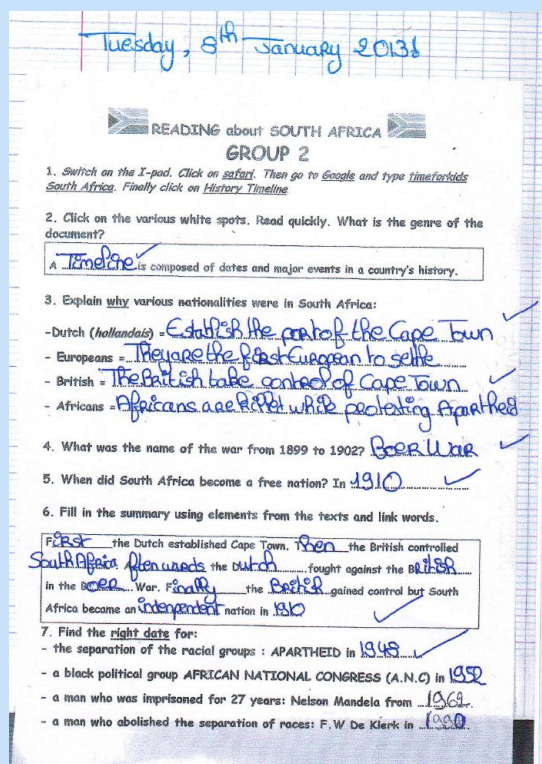 Tuesday, 8th January 2013
READING about SOUTH AFRICA
GROUP 2
1. Switch on the I-pad. Click on safari. Then go to Google and type timeforkids
South Africa. Finally click on History Timeline
2. Click on the various white spots. Read quickly. What is the genre of the
document?
A Timeline is composed of dates and major events in a country's history.
3. Explain why various nationalities were in South Africa:
-Dutch (hollandais) = Establish the port of the Cape Town
- Europeans = They are the first European to settle
- British = The British take control of Cape Town
- Africans = Africans are killet while protesting Apartheid
4. What was the name of the war from 1899 to 1902? BOER WAR
5. When did South Africa become a free nation? In 1910
6. Fill in the summary using elements from the texts and link words.
First the Dutch established Cape Town. Then the British controlled
South Africa. Afterwards the Dutch fought against the British
in the BOER War. Finally the British gained control but South
Africa became an independent nation in 1910
7. Find the right date for:
- the separation of the racial groups : APARTHEID in 1948
- a black political group AFRICAN NATIONAL CONGRESS (A.N.C) in 1952
- a man who was imprisoned for 27 years: Nelson Mandela from 1962
- a man who abolished the separation of races: F.W De Klerk in 1990